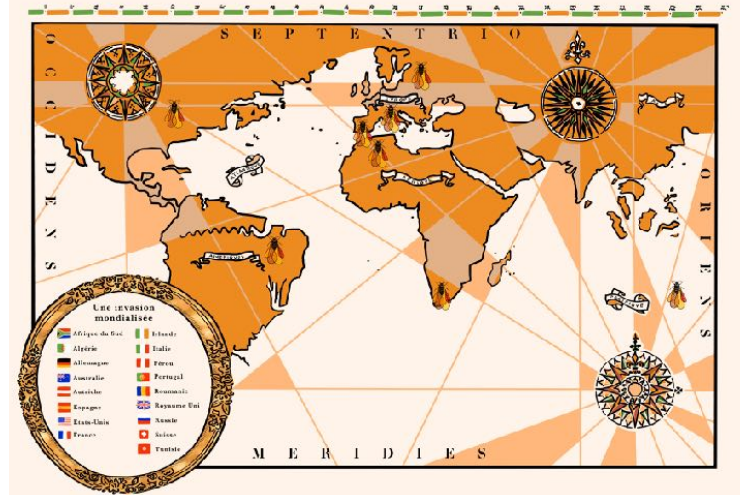 SEPTENTRIO
OCCIDENS
ORIENS
MERIDIES
Une invasion
mondialisée
Afrique du Sud
Algérie
Allemagne
Australie
Autriche
Espagne
Etats-Unis
France
Irlande
Italie
Pérou
Portugal
Roumanie
Royaume Uni
Russie
Suisse
Tunisie